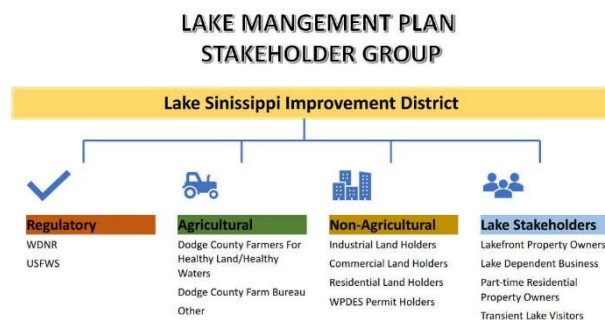 LAKE MANGEMENT PLAN
STAKEHOLDER GROUP
Lake Sinissippi Improvement District
Regulatory
WDNR
USFWS
Agricultural
Dodge County Farmers For
Healthy Land/Healthy
Waters
Dodge County Farm Bureau
Other
Non-Agricultural
Industrial Land Holders
Commercial Land Holders
Residential Land Holders
WPDES Permit Holders
Lake Stakeholders
Lakefront Property Owners
Lake Dependent Business
Part-time Residential
Property Owners
Transient Lake Visitors